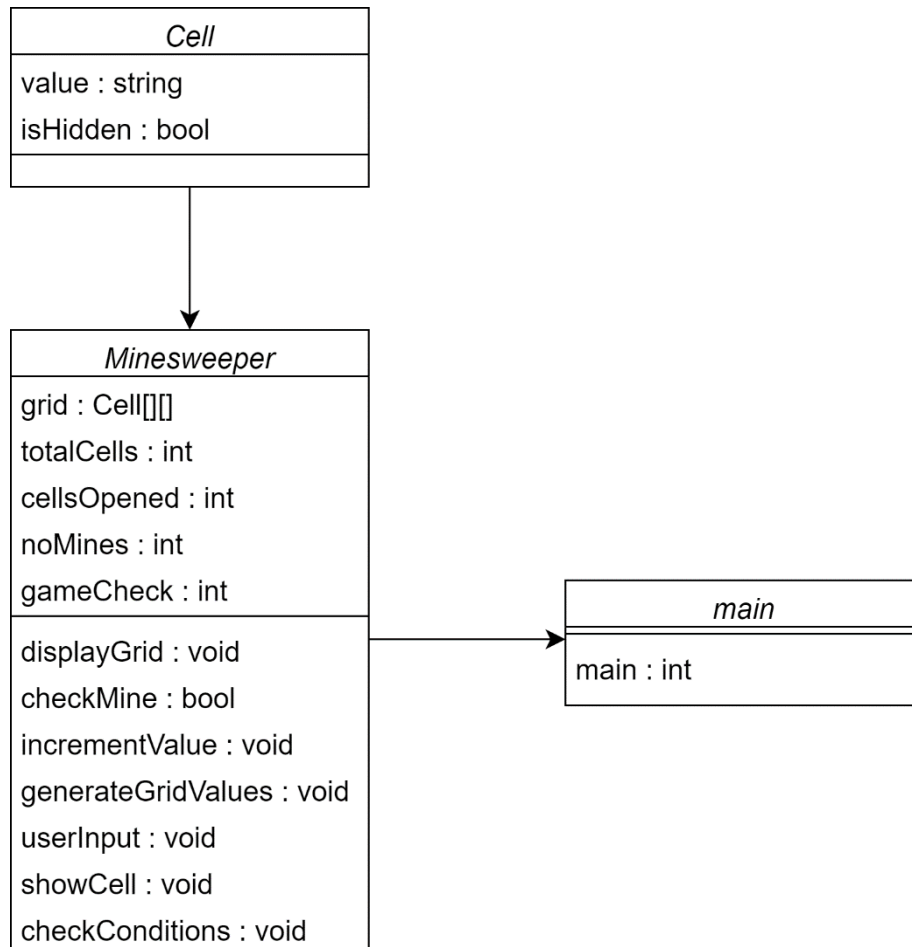 Cell
value : string
isHidden : bool
Minesweeper
grid : Cell[][]
totalCells : int
cellsOpened : int
noMines : int
gameCheck : int
displayGrid : void
checkMine : bool
incrementValue : void
generateGridValues : void
userInput : void
showCell : void
checkConditions : void
main
main : int